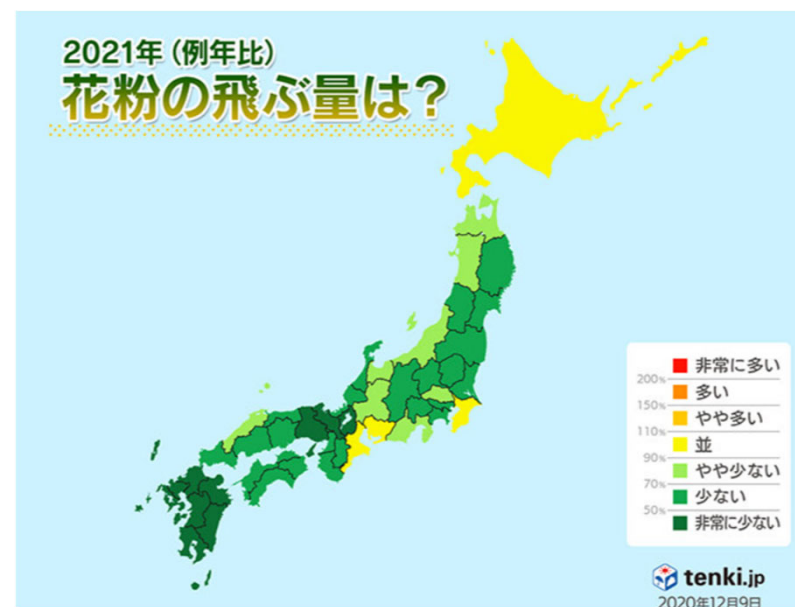 2021年（例年比）
花粉の飛ぶ量は？
非常に多い
200%
多い
150%
やや多い
110%
並
90%
やや少ない
70%
少ない
50%
非常に少ない
tenki.jp
2020年12月9日